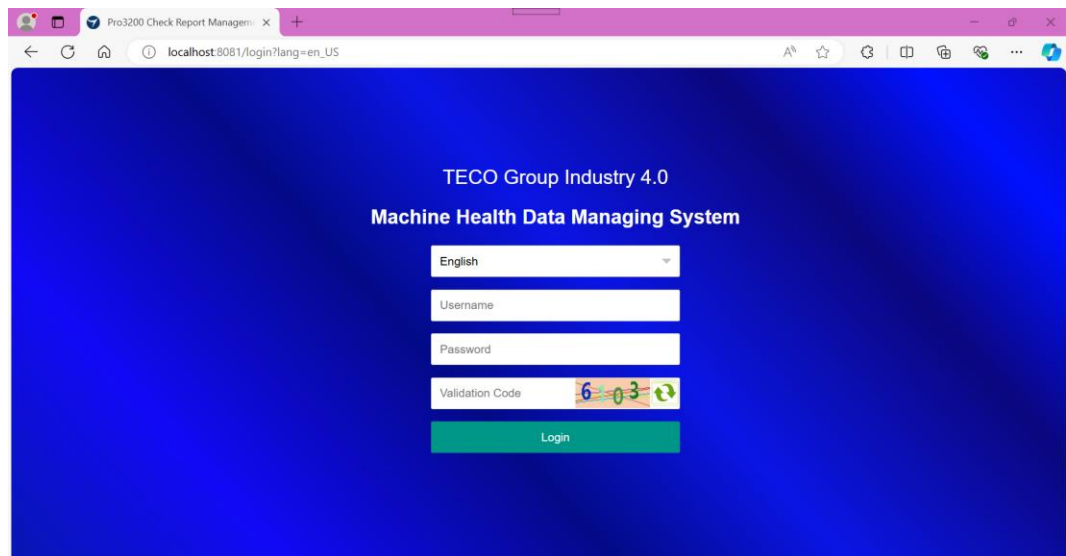 Pro3200 Check Report Manageme
localhost:8081/login?lang=en_US
TECO Group Industry 4.0
Machine Health Data Managing System
English
Username
Password
Validation Code
Login